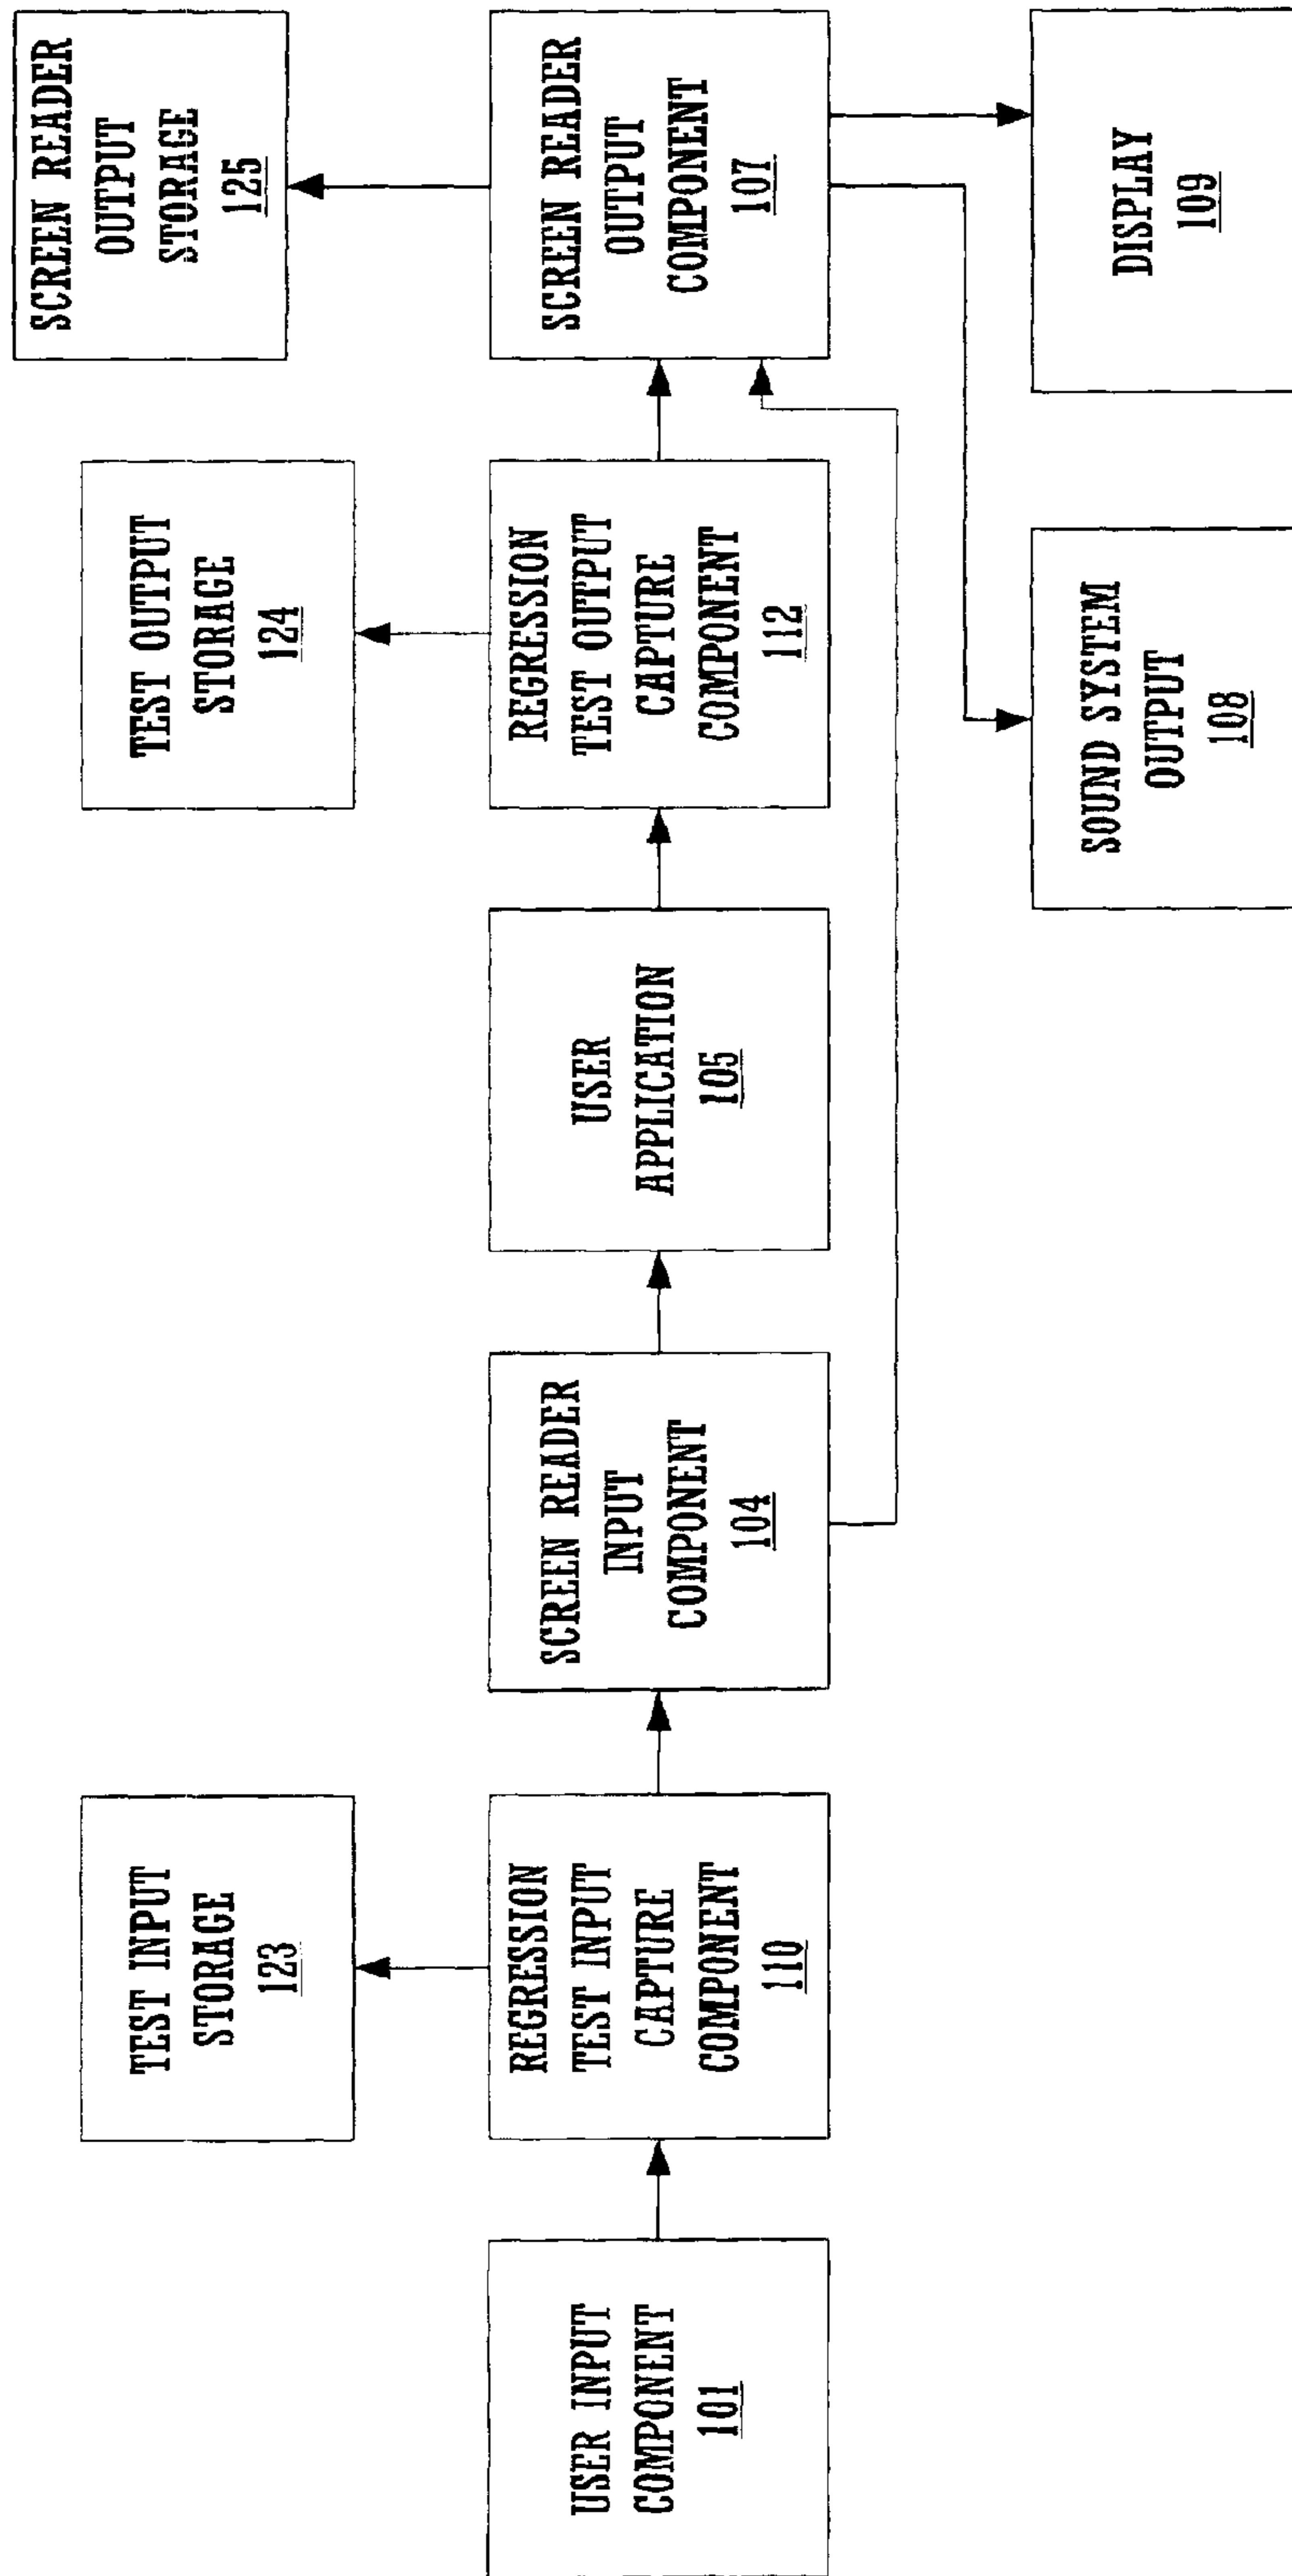 USER INPUT
COMPONENT
101
TEST INPUT
STORAGE
123
REGRESSION
TEST INPUT
CAPTURE
COMPONENT
110
SCREEN READER
INPUT
COMPONENT
104
USER
APPLICATION
105
TEST OUTPUT
STORAGE
124
REGRESSION
TEST OUTPUT
CAPTURE
COMPONENT
112
SCREEN READER
OUTPUT
STORAGE
125
SCREEN READER
OUTPUT
COMPONENT
107
SOUND SYSTEM
OUTPUT
108
DISPLAY
109